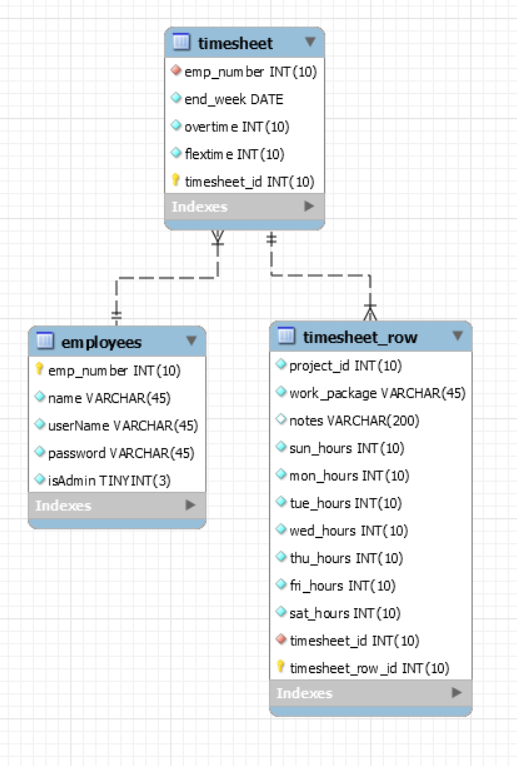 timesheet
emp_number INT(10)
end_week DATE
overtime INT(10)
flextime INT(10)
timesheet_id INT(10)
Indexes
employees
emp_number INT(10)
name VARCHAR(45)
userName VARCHAR(45)
password VARCHAR(45)
isAdmin TINYINT(3)
Indexes
timesheet_row
project_id INT(10)
work_package VARCHAR(45)
notes VARCHAR(200)
sun_hours INT(10)
mon_hours INT(10)
tue_hours INT(10)
wed_hours INT(10)
thu_hours INT(10)
fri_hours INT(10)
sat_hours INT(10)
timesheet_id INT(10)
timesheet_row_id INT(10)
Indexes